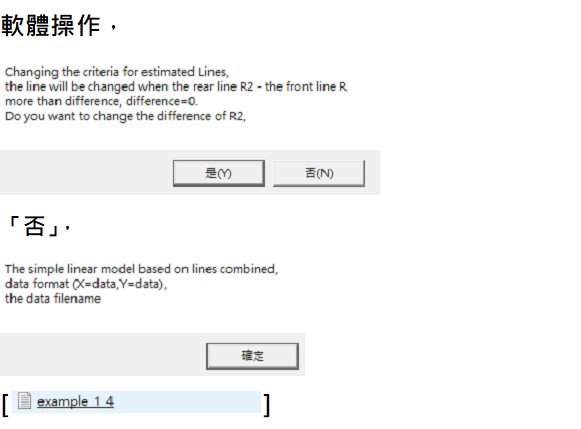 軟體操作，
Changing the criteria for estimated Lines,
the line will be changed when the rear line R2 - the front line R
more than difference, difference=0.
Do you want to change the difference of R2,
是(Y) 否(N)
「否」，
The simple linear model based on lines combined,
data format (X=data,Y=data),
the data filename
確定
[ example_1_4 ]